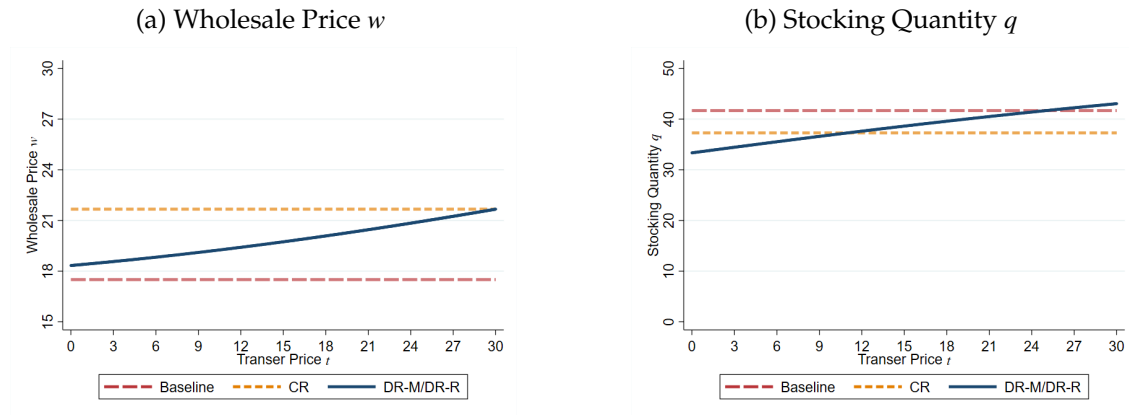 (a) Wholesale Price w
Wholesale Price w
30
27
24
21
18
15
0 3 6 9 12 15 18 21 24 27 30
Transer Price t
Baseline CR DR-M/DR-R
(b) Stocking Quantity q
Stocking Quantity q
50
40
30
20
10
0
0 3 6 9 12 15 18 21 24 27 30
Transer Price t
Baseline CR DR-M/DR-R